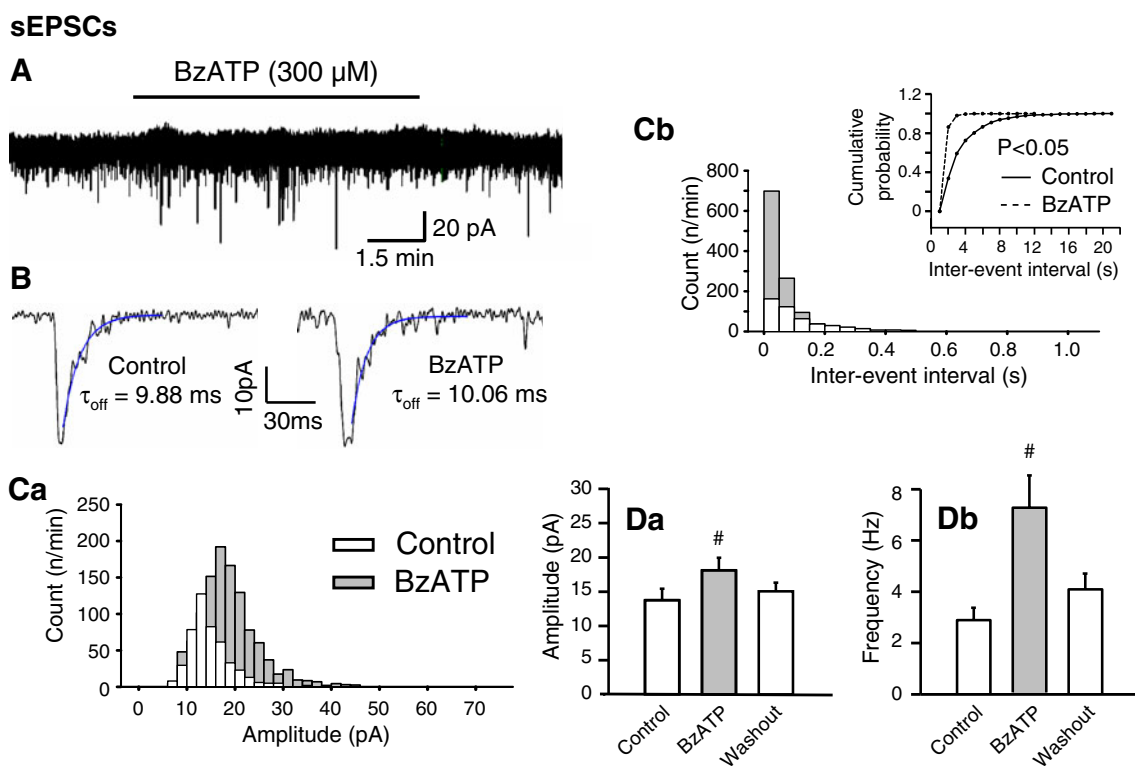 sEPSCs
A
BzATP (300 µM)
20 pA
1.5 min
B
Control
τoff = 9.88 ms
10pA
30ms
BzATP
τoff = 10.06 ms
Cb
Count (n/min)
800
600
400
200
0
0 0.2 0.4 0.6 0.8 1.0
Inter-event interval (s)
Cumulative
probability
1.2
0.8
0.4
0
P<0.05
Control
BzATP
0 4 8 12 16 20
Inter-event interval (s)
Ca
Count (n/min)
250
200
150
100
50
0
Control
BzATP
0 10 20 30 40 50 60 70
Amplitude (pA)
Da
Amplitude (pA)
30
25
20
15
10
5
0
#
Control
BzATP
Washout
Db
Frequency (Hz)
8
6
4
2
0
#
Control
BzATP
Washout